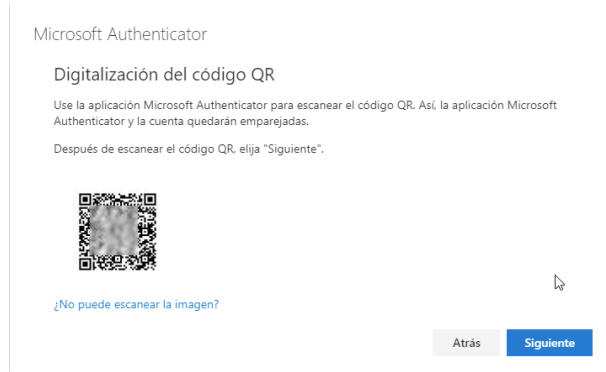 Microsoft Authenticator
Digitalización del código QR
Use la aplicación Microsoft Authenticator para escanear el código QR. Así, la aplicación Microsoft
Authenticator y la cuenta quedarán emparejadas.
Después de escanear el código QR, elija "Siguiente".
¿No puede escanear la imagen?
Atrás
Siguiente